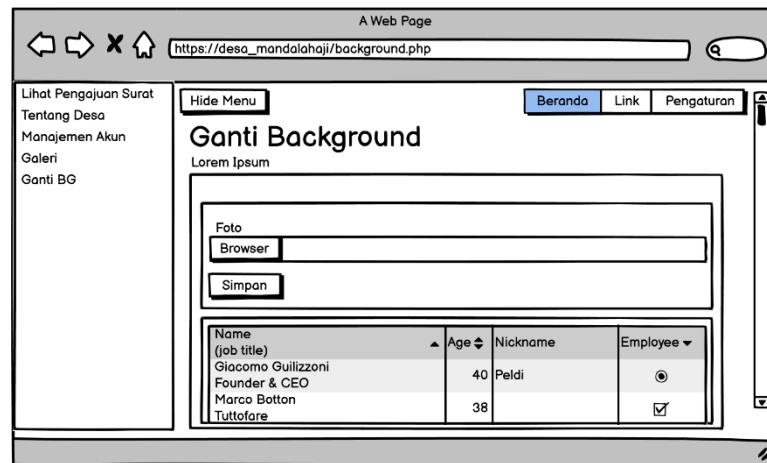 A Web Page
https://desa_mandalahaji/background.php
Lihat Pengajuan Surat
Tentang Desa
Manajemen Akun
Galeri
Ganti BG
Hide Menu
Beranda Link Pengaturan
Ganti Background
Lorem Ipsum
Foto
Browser
Simpan
Name
(job title) Age Nickname Employee
Giacomo Guilizzoni
Founder & CEO 40 Peldi
Marco Botton
Tuttofare 38